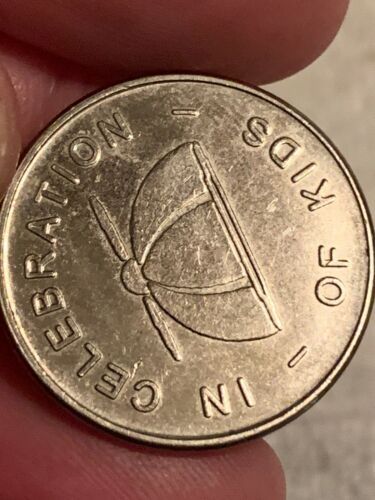 IN CELEBRATION - OF KIDS -